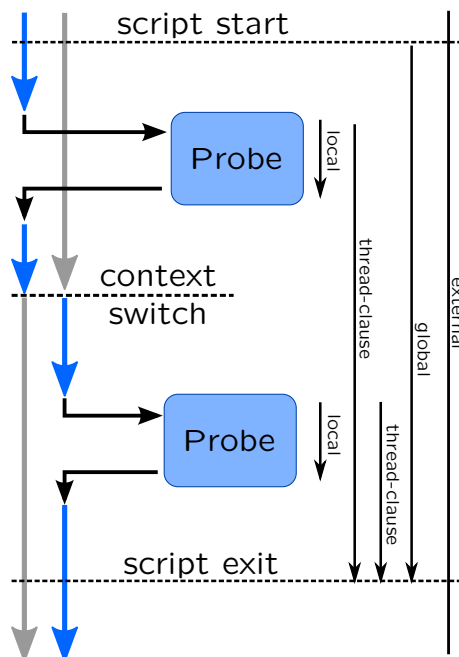 script start
Probe
local
thread-clause
context
switch
global
external
Probe
local
thread-clause
script exit